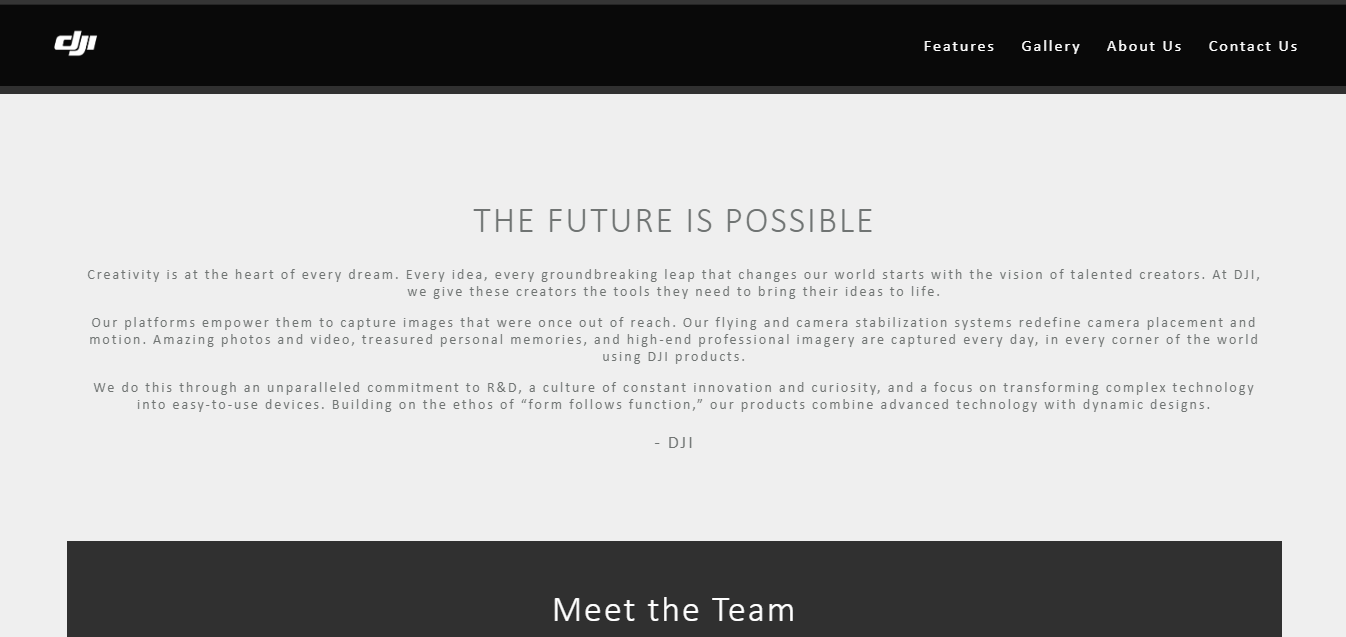 dji
Features Gallery About Us Contact Us
THE FUTURE IS POSSIBLE
Creativity is at the heart of every dream. Every idea, every groundbreaking leap that changes our world starts with the vision of talented creators. At DJI,
we give these creators the tools they need to bring their ideas to life.
Our platforms empower them to capture images that were once out of reach. Our flying and camera stabilization systems redefine camera placement and
motion. Amazing photos and video, treasured personal memories, and high-end professional imagery are captured every day, in every corner of the world
using DJI products.
We do this through an unparalleled commitment to R&D, a culture of constant innovation and curiosity, and a focus on transforming complex technology
into easy-to-use devices. Building on the ethos of “form follows function,” our products combine advanced technology with dynamic designs.
- DJI
Meet the Team